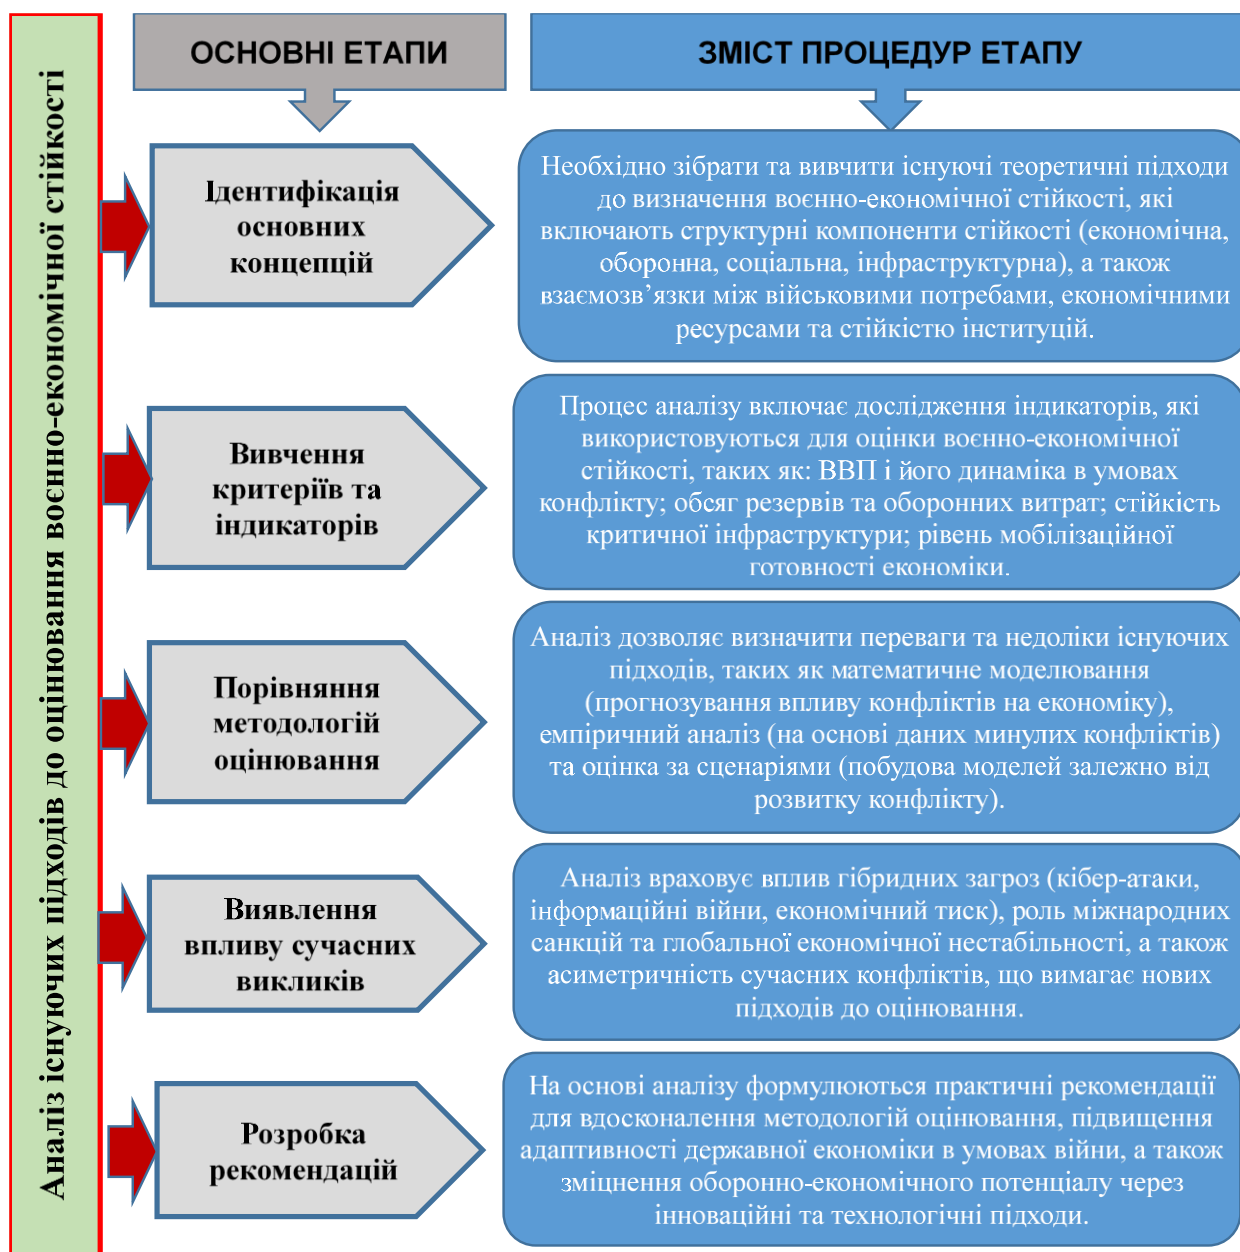 Аналіз існуючих підходів до оцінювання воєнно-економічної стійкості
ОСНОВНІ ЕТАПИ
ЗМІСТ ПРОЦЕДУР ЕТАПУ
Ідентифікація
основних
концепцій
Необхідно зібрати та вивчити існуючі теоретичні підходи
до визначення воєнно-економічної стійкості, які
включають структурні компоненти стійкості (економічна,
оборонна, соціальна, інфраструктурна), а також
взаємозв’язки між військовими потребами, економічними
ресурсами та стійкістю інституцій.
Вивчення
критеріїв та
індикаторів
Процес аналізу включає дослідження індикаторів, які
використовуються для оцінки воєнно-економічної
стійкості, таких як: ВВП і його динаміка в умовах
конфлікту; обсяг резервів та оборонних витрат; стійкість
критичної інфраструктури; рівень мобілізаційної
готовності економіки.
Порівняння
методологій
оцінювання
Аналіз дозволяє визначити переваги та недоліки існуючих
підходів, таких як математичне моделювання
(прогнозування впливу конфліктів на економіку),
емпіричний аналіз (на основі даних минулих конфліктів)
та оцінка за сценаріями (побудова моделей залежно від
розвитку конфлікту).
Виявлення
впливу сучасних
викликів
Аналіз враховує вплив гібридних загроз (кібер-атаки,
інформаційні війни, економічний тиск), роль міжнародних
санкцій та глобальної економічної нестабільності, а також
асиметричність сучасних конфліктів, що вимагає нових
підходів до оцінювання.
Розробка
рекомендацій
На основі аналізу формулюються практичні рекомендації
для вдосконалення методологій оцінювання, підвищення
адаптивності державної економіки в умовах війни, а також
зміцнення оборонно-економічного потенціалу через
інноваційні та технологічні підходи.